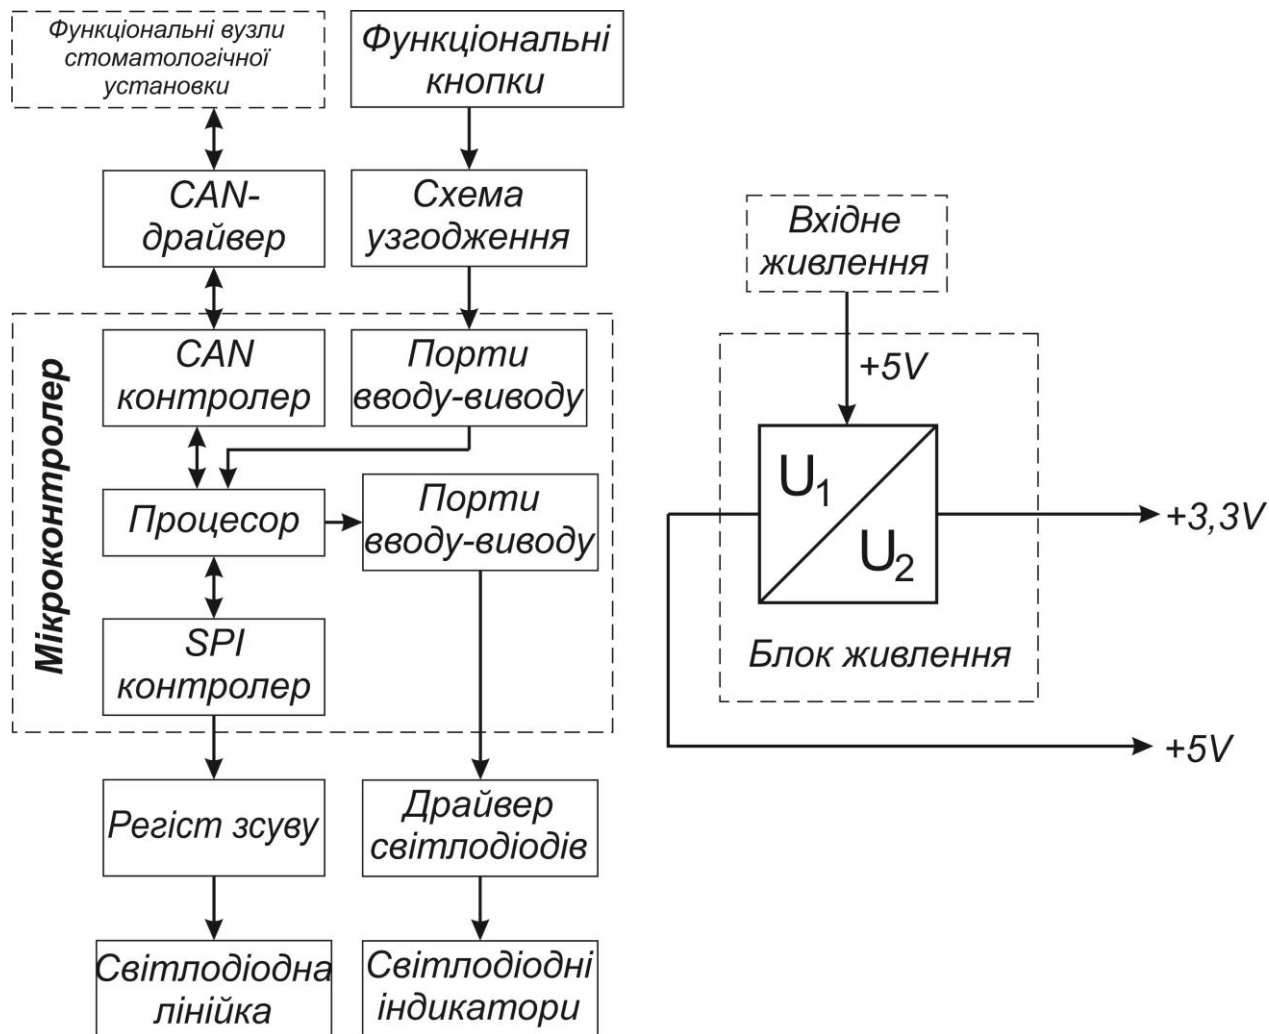 Функціональні вузли
стоматологічної
установки
Функціональні
кнопки
CAN-
драйвер
Схема
узгодження
Вхідне
живлення
Мікроконтролер
CAN
контролер
Порти
вводу-виводу
+5V
Процесор
Порти
вводу-виводу
U1
U2
+3,3V
SPI
контролер
Блок живлення
+5V
Регіст зсуву
Драйвер
світлодіодів
Світлодіодна
лінійка
Світлодіодні
індикатори